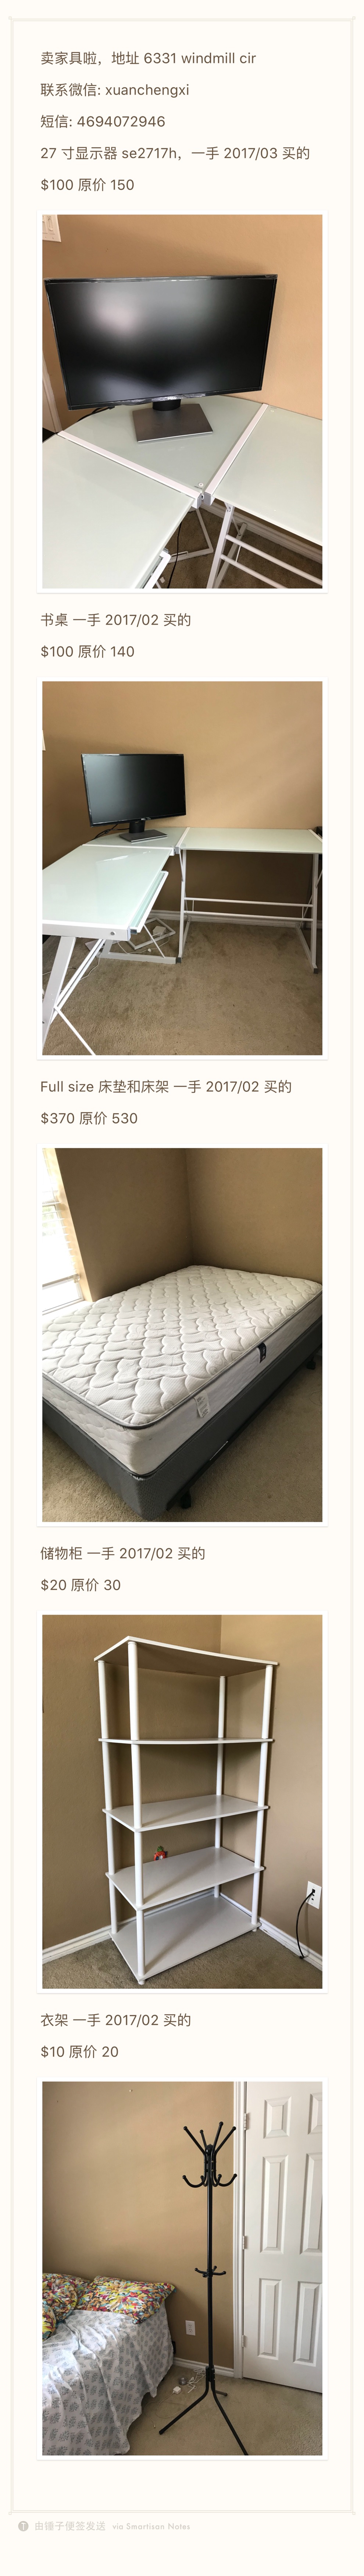 卖家具啦，地址 6331 windmill cir
联系微信: xuanchengxi
短信: 4694072946
27 寸显示器 se2717h，一手 2017/03 买的
$100 原价 150
书桌 一手 2017/02 买的
$100 原价 140
Full size 床垫和床架 一手 2017/02 买的
$370 原价 530
储物柜 一手 2017/02 买的
$20 原价 30
衣架 一手 2017/02 买的
$10 原价 20
由锤子便签发送 via Smartisan Notes